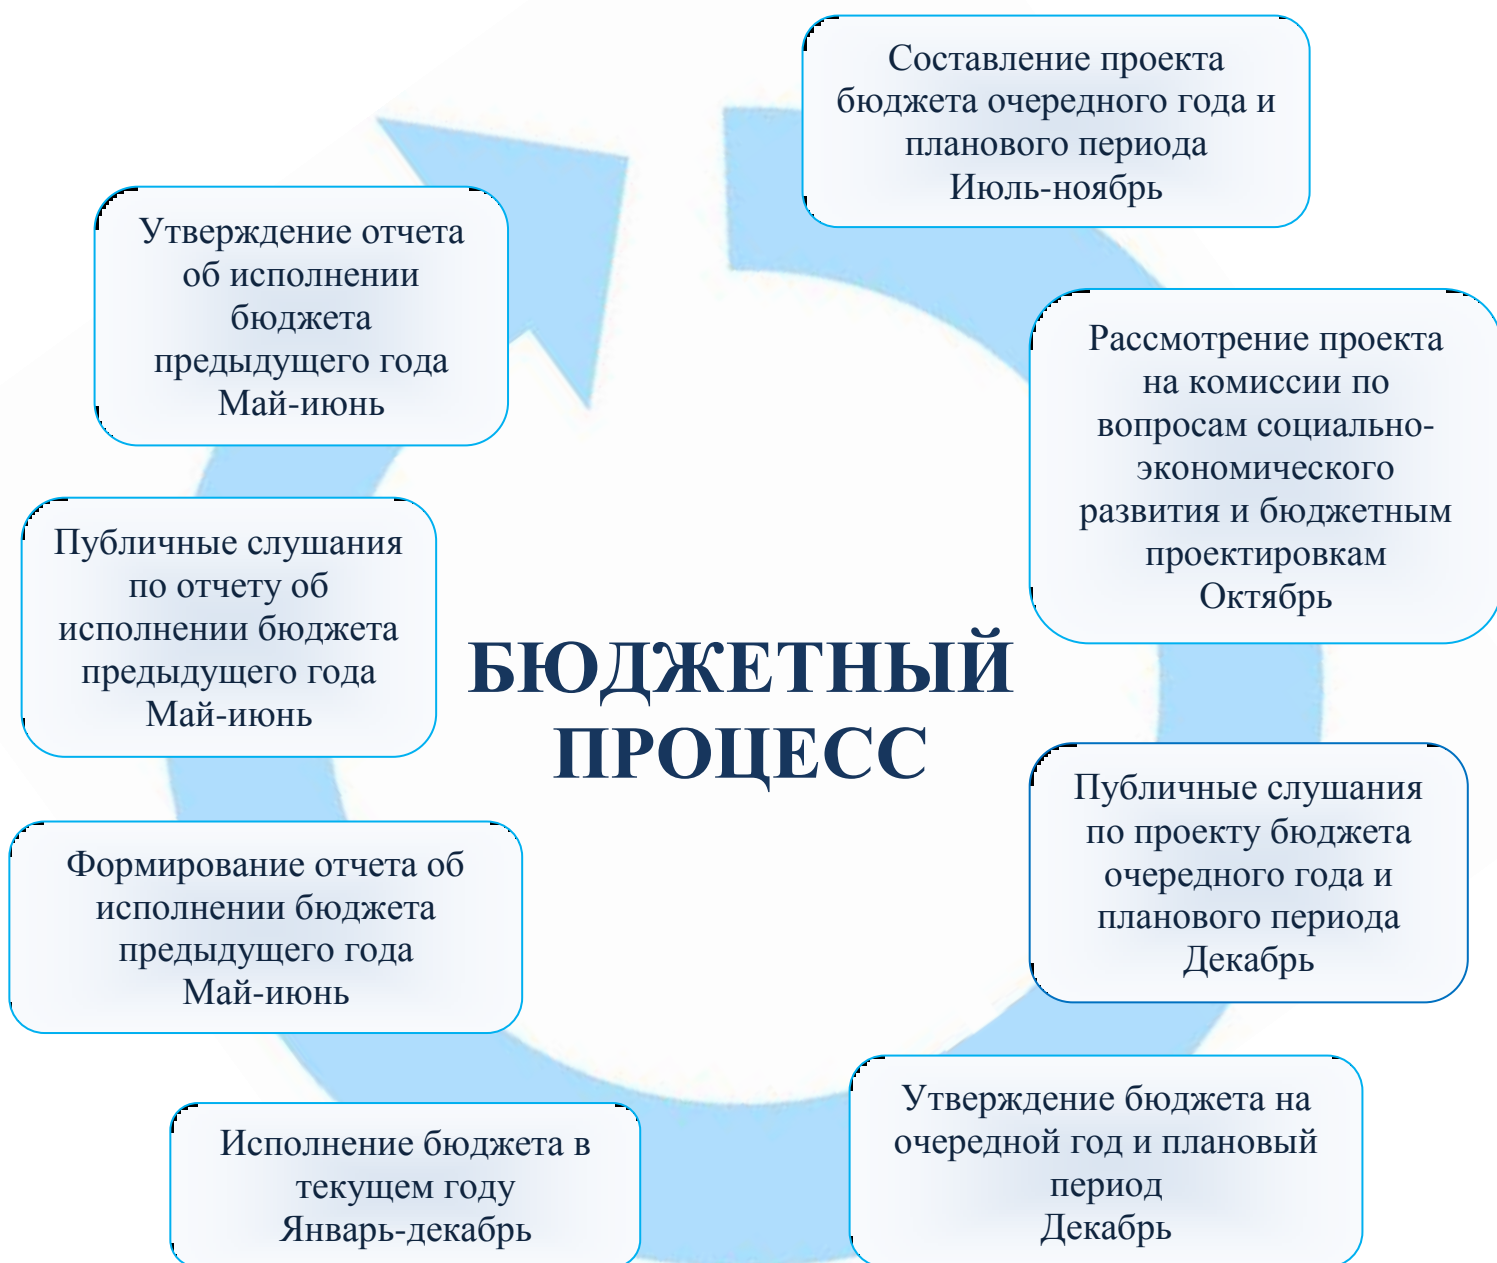 Составление проекта
бюджета очередного года и
планового периода
Июль-ноябрь
Рассмотрение проекта
на комиссии по
вопросам социально-
экономического
развития и бюджетным
проектировкам
Октябрь
Публичные слушания
по проекту бюджета
очередного года и
планового периода
Декабрь
Утверждение бюджета на
очередной год и плановый
период
Декабрь
Исполнение бюджета в
текущем году
Январь-декабрь
Формирование отчета об
исполнении бюджета
предыдущего года
Май-июнь
Публичные слушания
по отчету об
исполнении бюджета
предыдущего года
Май-июнь
Утверждение отчета
об исполнении
бюджета
предыдущего года
Май-июнь
БЮДЖЕТНЫЙ
ПРОЦЕСС